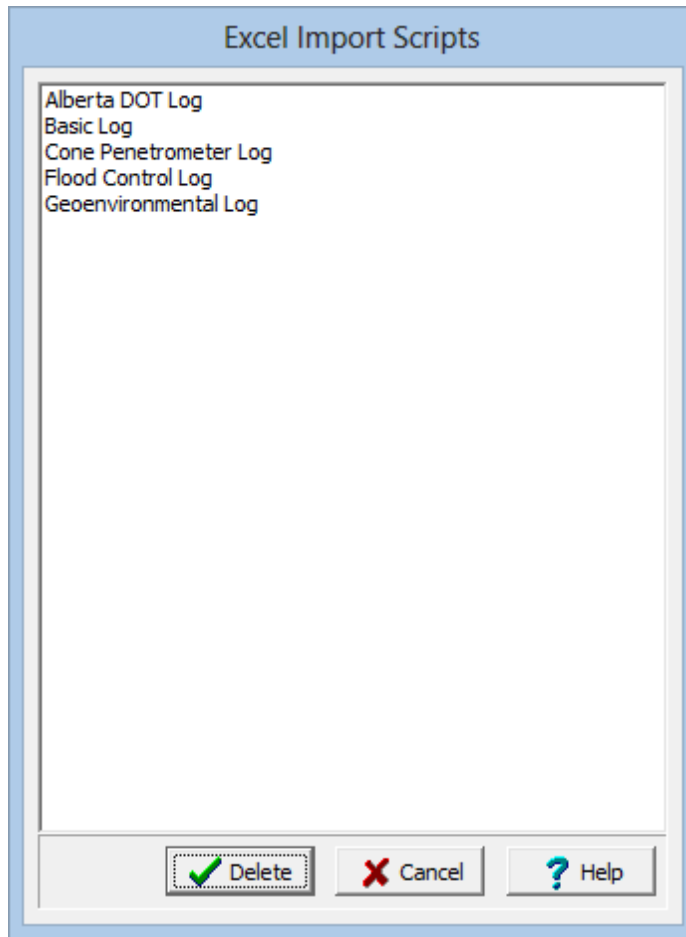 Excel Import Scripts
Alberta DOT Log
Basic Log
Cone Penetrometer Log
Flood Control Log
Geoenvironmental Log
Delete
Cancel
Help